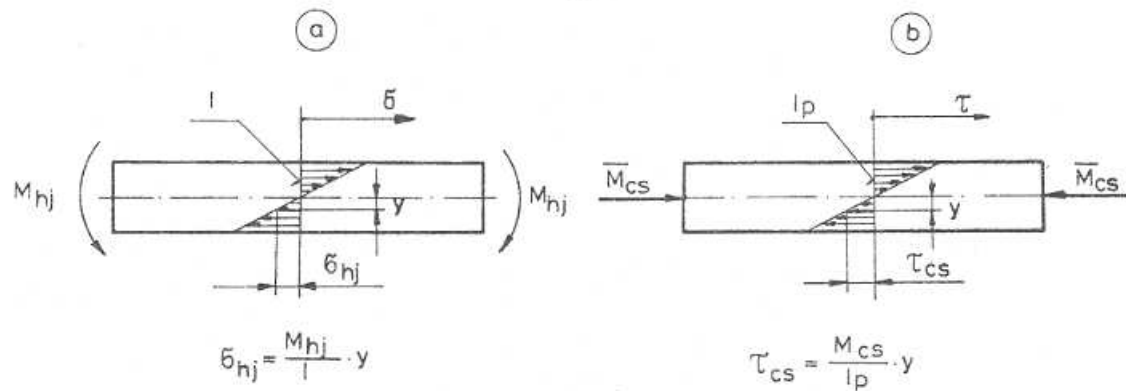 a
b
I
б
Ip
τ
M̅cs
M̅cs
Mhj
Mhj
y
y
бhj
τcs
бhj = Mhj/I · y
τcs = Mcs/Ip · y